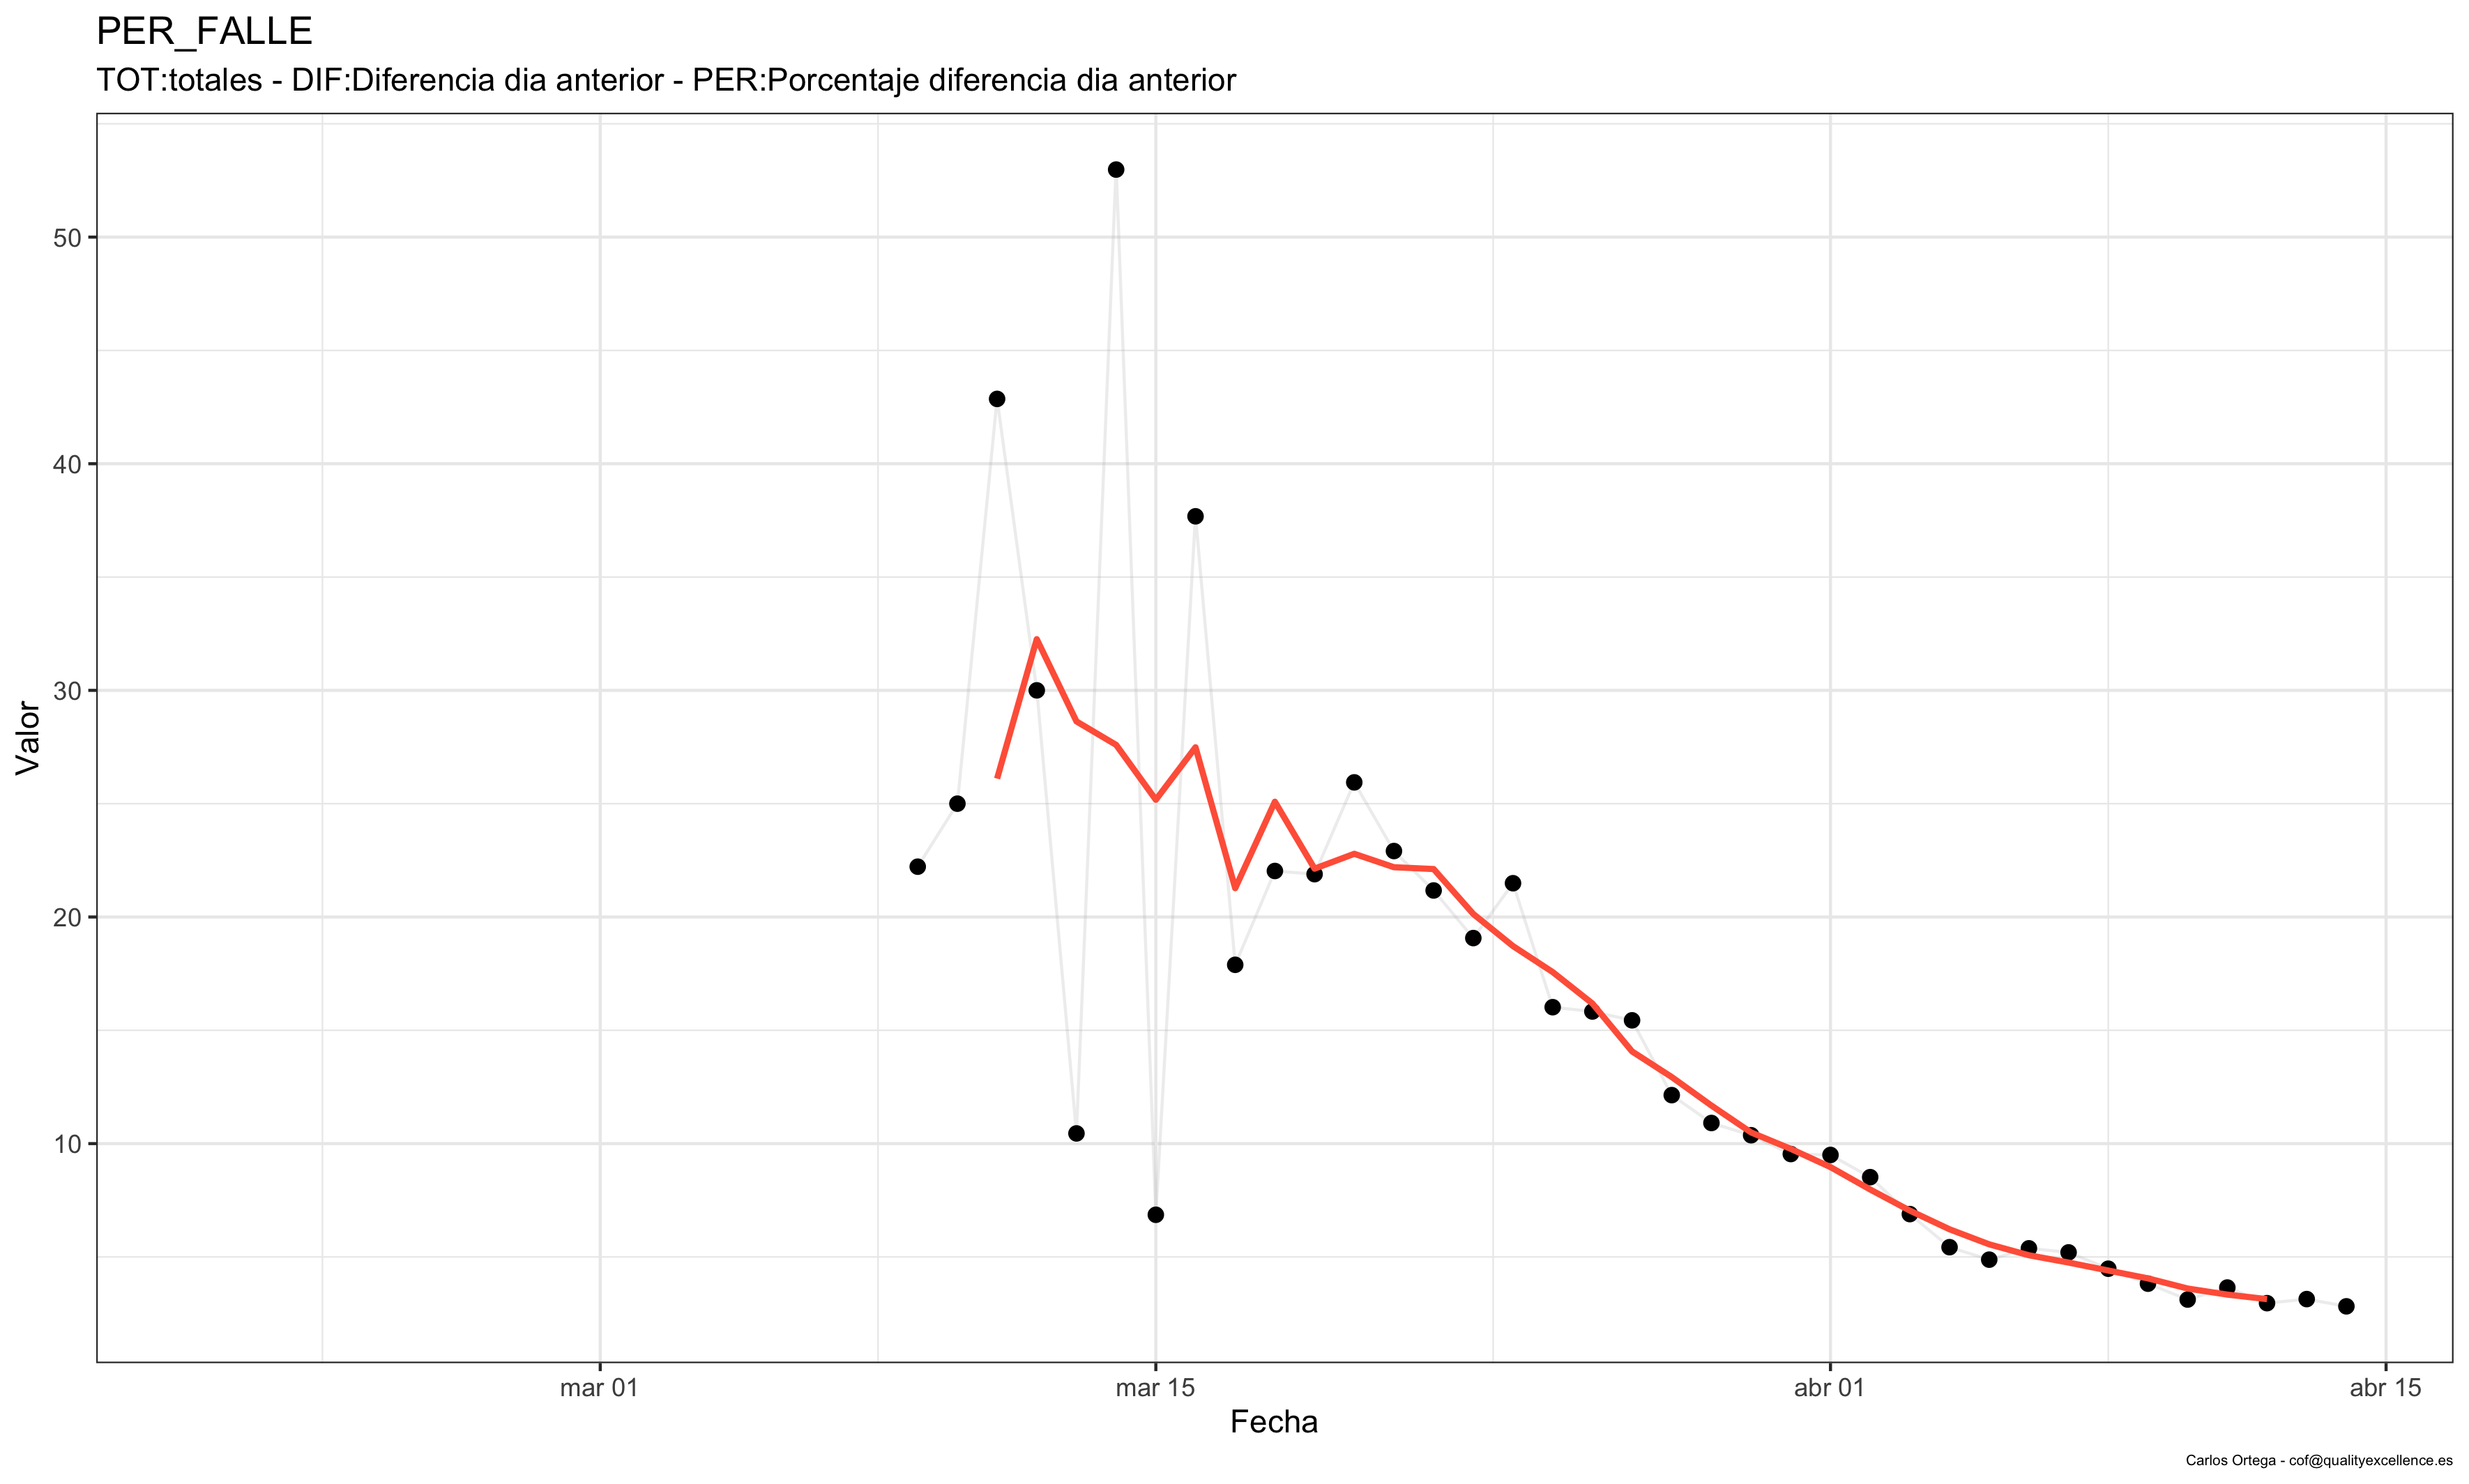 PER_FALLE
TOT:totales - DIF:Diferencia dia anterior - PER:Porcentaje diferencia dia anterior
50
40
30
20
10
Valor
mar 01
mar 15
abr 01
abr 15
Fecha
Carlos Ortega - cof@qualityexcellence.es